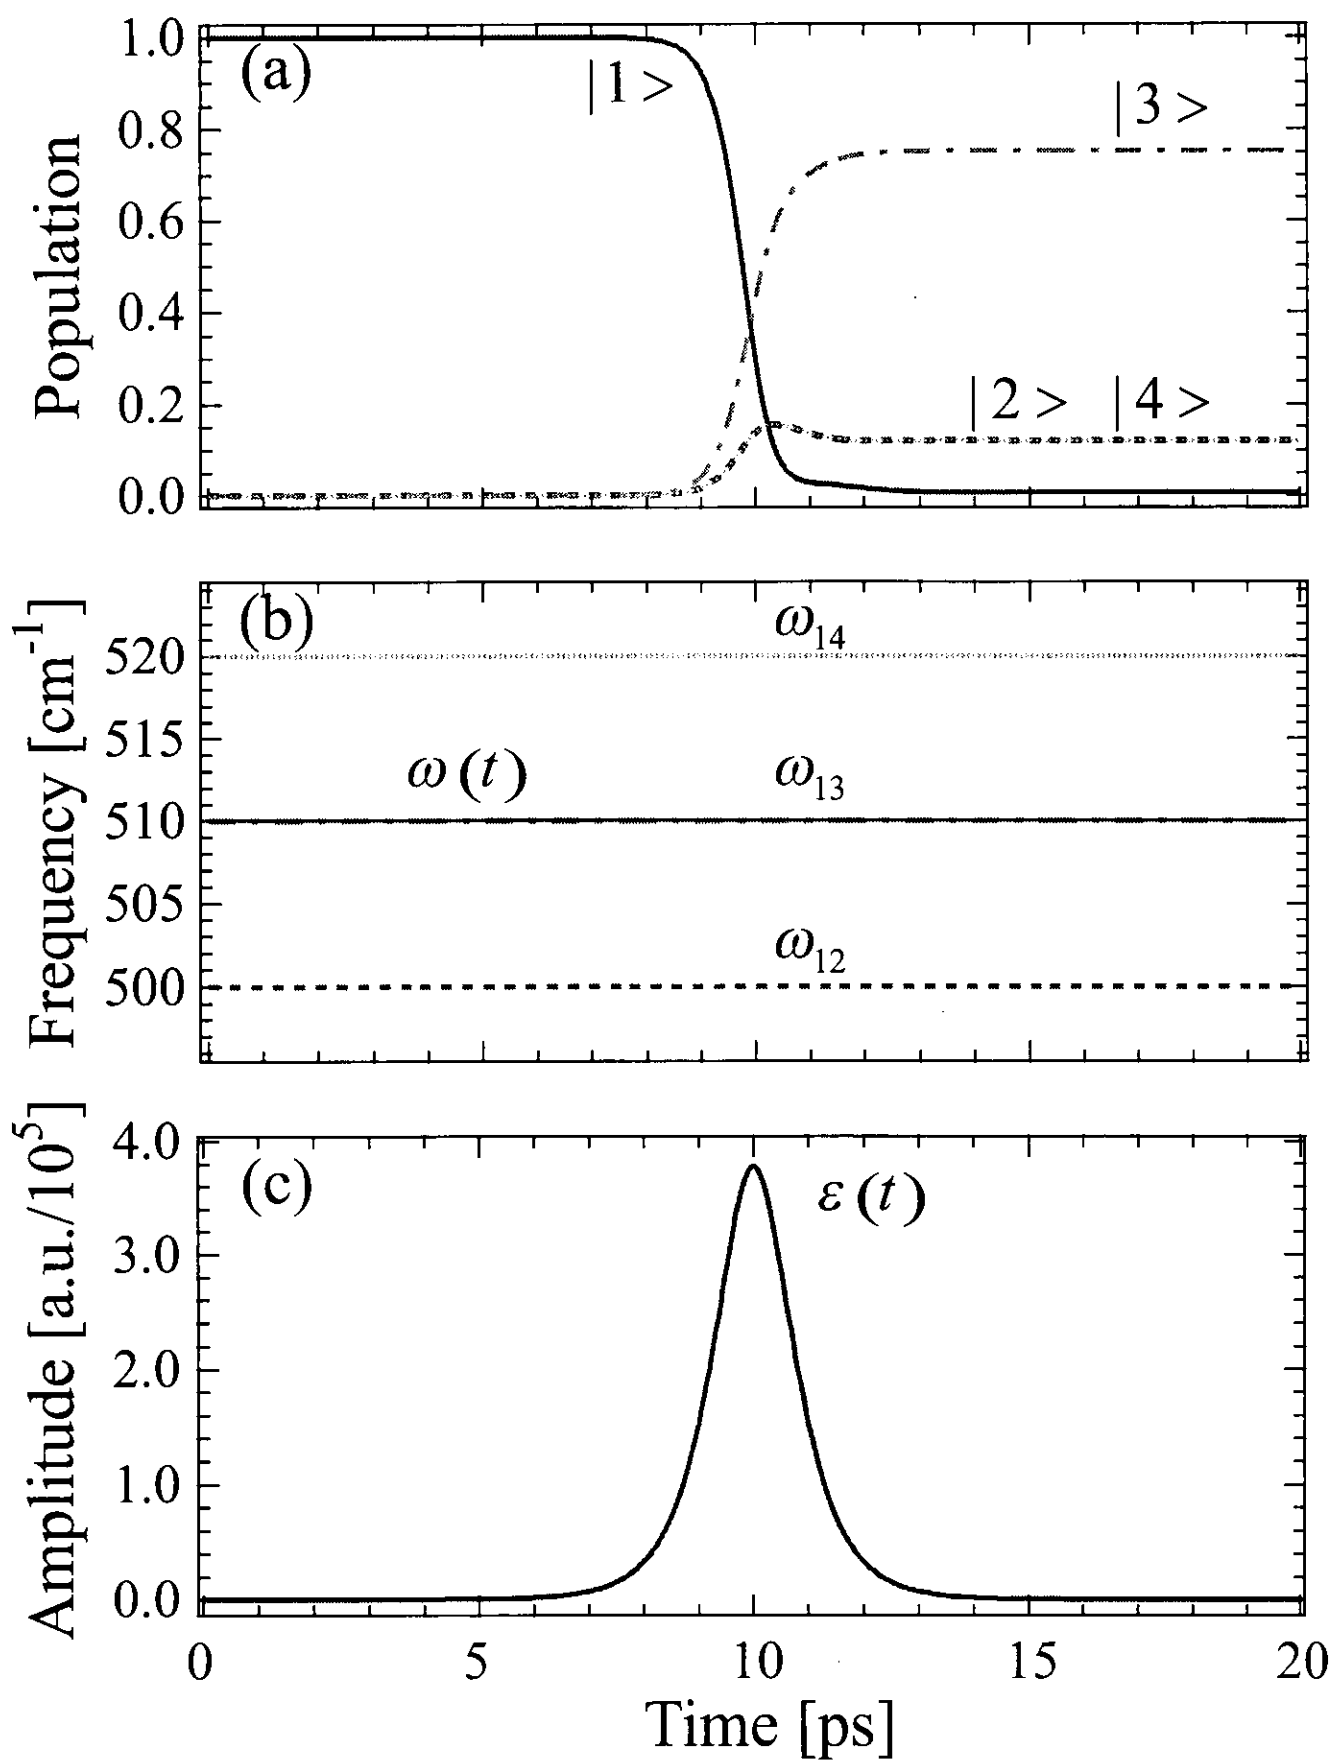 (a)
1.0
0.8
0.6
0.4
0.2
0.0
Population
|1>
|3>
|2> |4>
(b)
520
515
510
505
500
Frequency [cm⁻¹]
ω₁₄
ω(t) ω₁₃
ω₁₂
(c)
4.0
3.0
2.0
1.0
0.0
Amplitude [a.u./10⁵]
ε(t)
0 5 10 15 20
Time [ps]